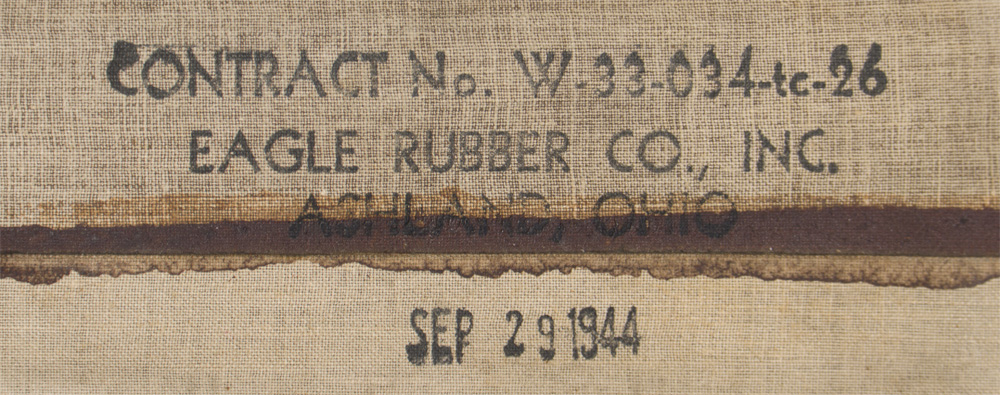 CONTRACT No. W-33-034-tc-26
EAGLE RUBBER CO., INC.
ASHLAND, OHIO
SEP 29 1944